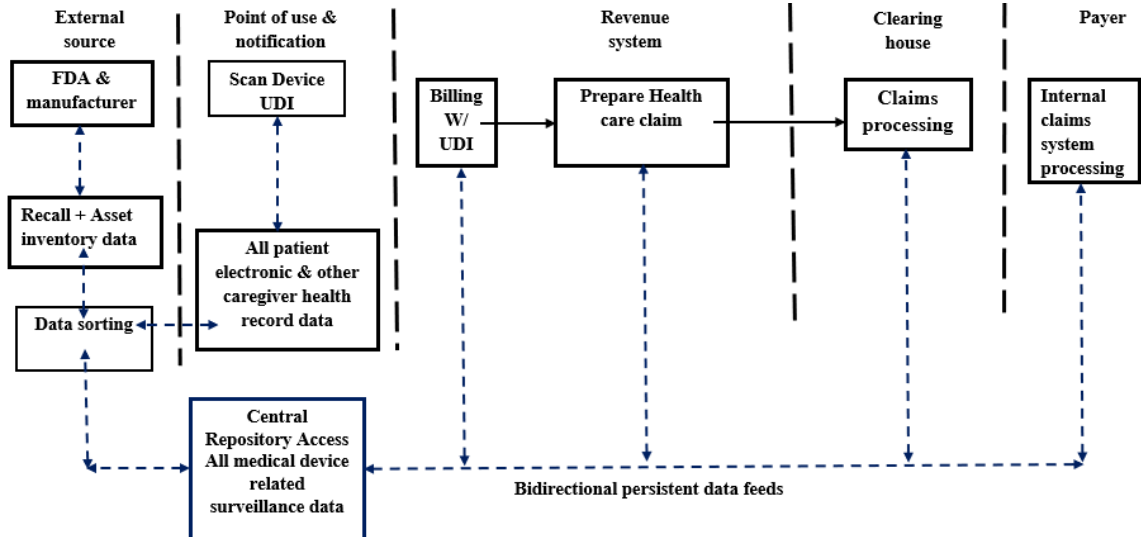 External
source
Point of use &
notification
Revenue
system
Clearing
house
Payer
FDA &
manufacturer
Scan Device
UDI
Billing
W/
UDI
Prepare Health
care claim
Claims
processing
Internal
claims
system
processing
Recall + Asset
inventory data
All patient
electronic & other
caregiver health
record data
Data sorting
Central
Repository Access
All medical device
related
surveillance data
Bidirectional persistent data feeds